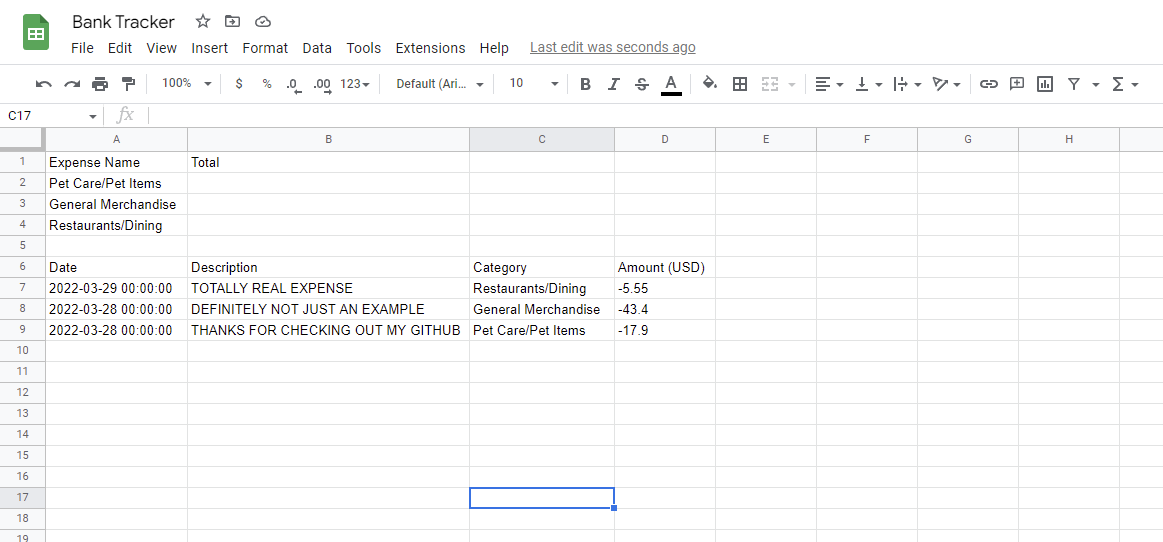 Bank Tracker
File Edit View Insert Format Data Tools Extensions Help Last edit was seconds ago
100% $ % .0 .00 123 Default (Ari... 10 B I S A Σ
C17 fx
A B C D E F G H
1 Expense Name Total
2 Pet Care/Pet Items
3 General Merchandise
4 Restaurants/Dining
5
6 Date Description Category Amount (USD)
7 2022-03-29 00:00:00 TOTALLY REAL EXPENSE Restaurants/Dining -5.55
8 2022-03-28 00:00:00 DEFINITELY NOT JUST AN EXAMPLE General Merchandise -43.4
9 2022-03-28 00:00:00 THANKS FOR CHECKING OUT MY GITHUB Pet Care/Pet Items -17.9
10
11
12
13
14
15
16
17
18
19